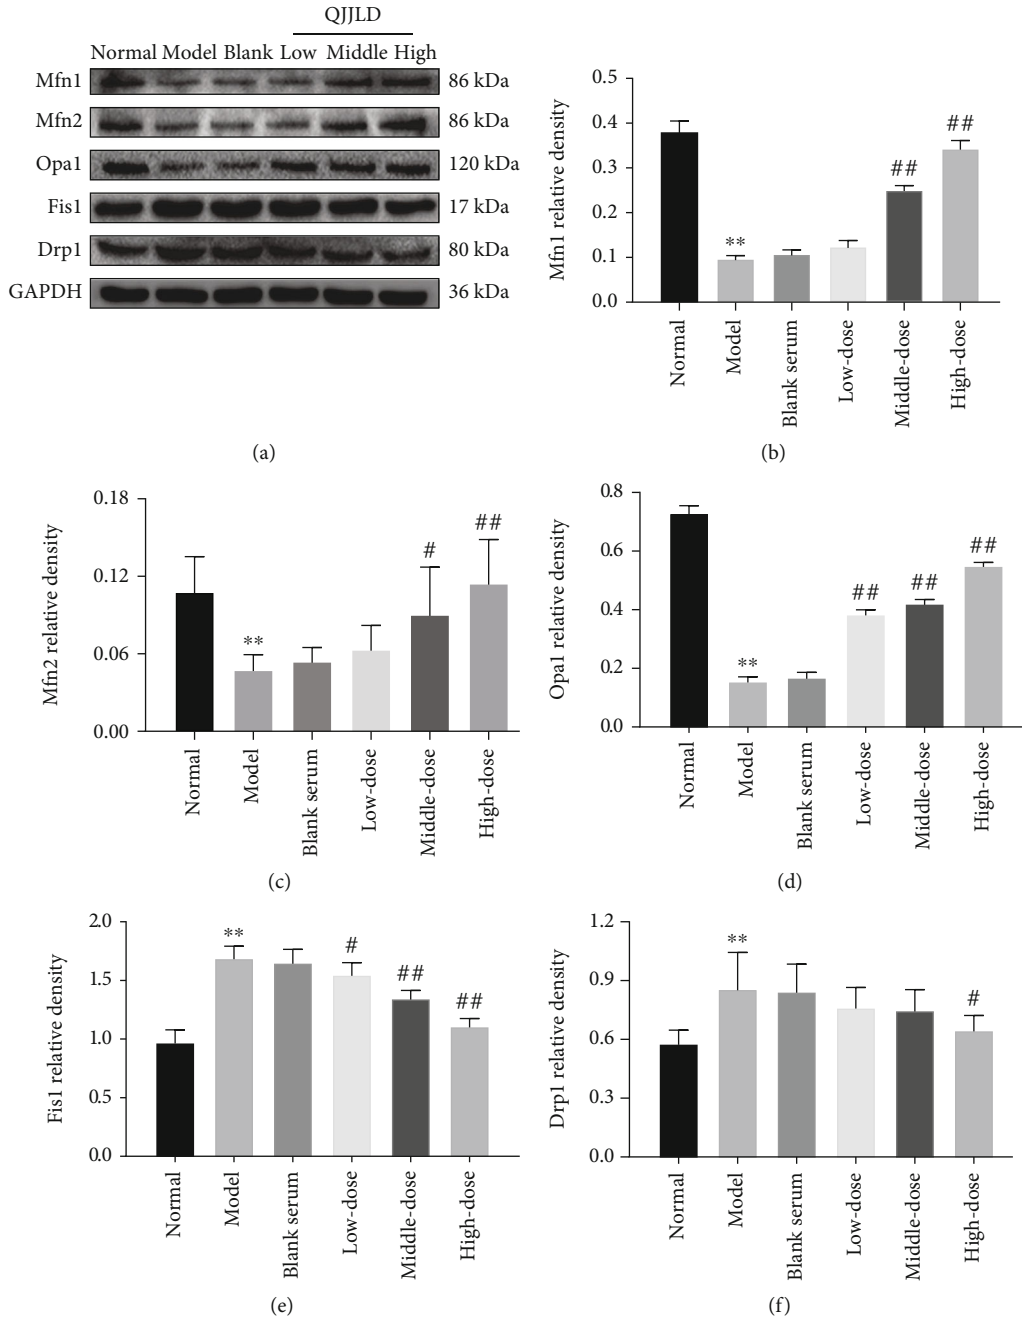 QJJLD
Normal Model Blank Low Middle High
Mfn1 86 kDa
Mfn2 86 kDa
Opa1 120 kDa
Fis1 17 kDa
Drp1 80 kDa
GAPDH 36 kDa
(a)
Mfn1 relative density
0.5
0.4
0.3
0.2
0.1
0.0
**
##
##
Normal
Model
Blank serum
Low-dose
Middle-dose
High-dose
(b)
Mfn2 relative density
0.18
0.12
0.06
0.00
**
#
##
Normal
Model
Blank serum
Low-dose
Middle-dose
High-dose
(c)
Opa1 relative density
0.8
0.6
0.4
0.2
0.0
**
##
##
##
Normal
Model
Blank serum
Low-dose
Middle-dose
High-dose
(d)
Fis1 relative density
2.0
1.5
1.0
0.5
0.0
**
#
##
##
Normal
Model
Blank serum
Low-dose
Middle-dose
High-dose
(e)
Drp1 relative density
1.2
0.9
0.6
0.3
0.0
**
#
Normal
Model
Blank serum
Low-dose
Middle-dose
High-dose
(f)